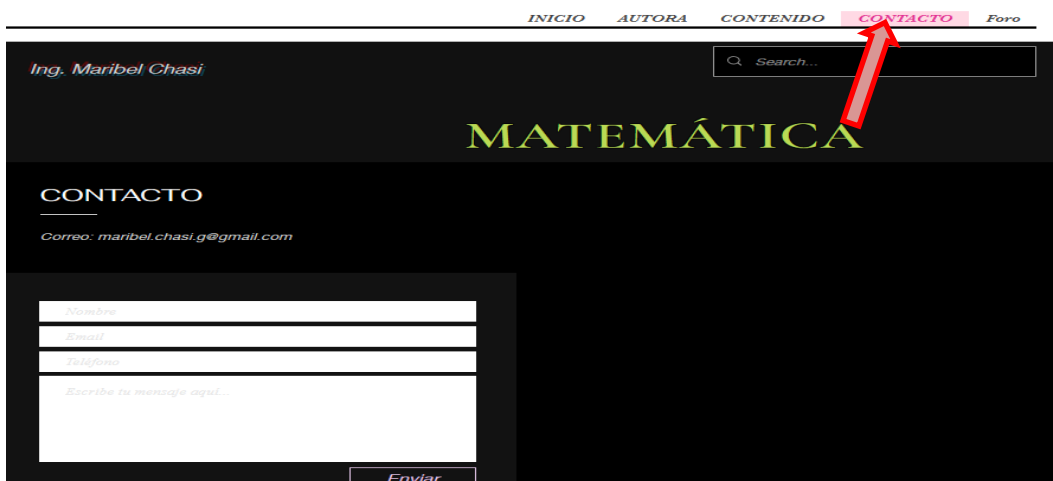 INICIO AUTORA CONTENIDO CONTACTO Foro
Ing. Maribel Chasi
Search...
MATEMÁTICA
CONTACTO
Correo: maribel.chasi.g@gmail.com
Nombre
Email
Teléfono
Escribe tu mensaje aquí...
Enviar